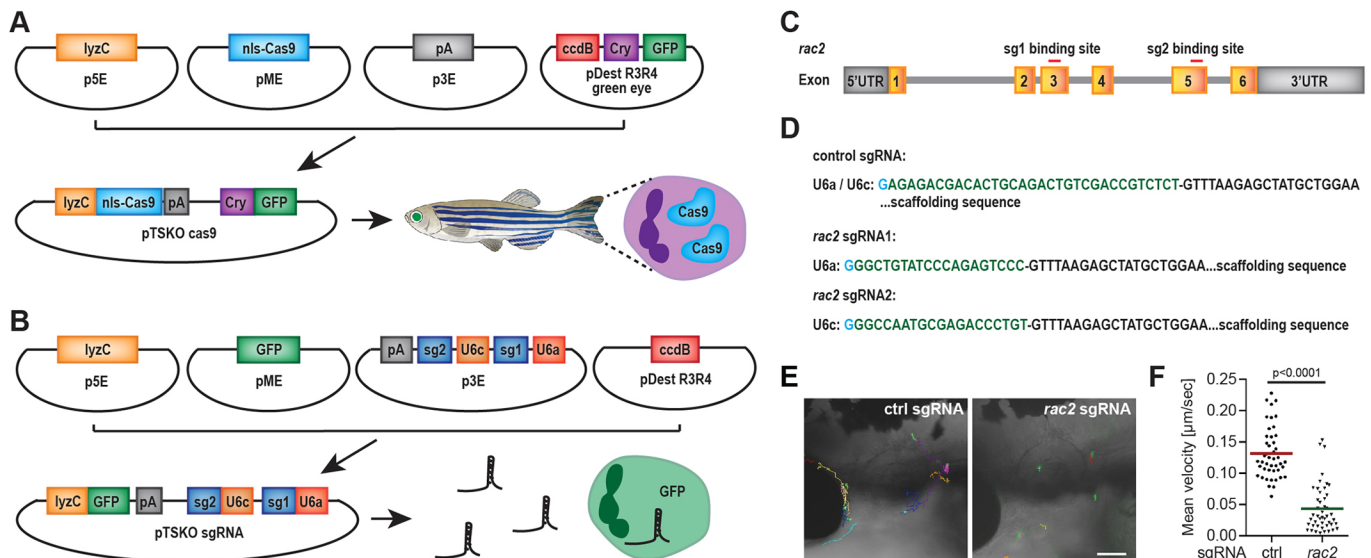 A
lyzC
p5E
nls-Cas9
pME
pA
p3E
ccdB Cry GFP
pDest R3R4
green eye
lyzC nls-Cas9 pA Cry GFP
pTSKO cas9
Cas9
Cas9
B
lyzC
p5E
GFP
pME
pA sg2 U6c sg1 U6a
p3E
ccdB
pDest R3R4
lyzC GFP pA sg2 U6c sg1 U6a
pTSKO sgRNA
GFP
C
rac2 sg1 binding site sg2 binding site
Exon 5'UTR 1 2 3 4 5 6 3'UTR
D
control sgRNA:
U6a / U6c: GAGAGACGACACTGCAGACTGTCGACCGTCTCT-GTTTAAGAGCTATGCTGGAA
...scaffolding sequence
rac2 sgRNA1:
U6a: GGGCTGTATCCCAGAGTCCC-GTTTAAGAGCTATGCTGGAA...scaffolding sequence
rac2 sgRNA2:
U6c: GGGCCAATGCGAGACCCTGT-GTTTAAGAGCTATGCTGGAA...scaffolding sequence
E
ctrl sgRNA
rac2 sgRNA
F
p<0.0001
Mean velocity [µm/sec]
0.25
0.20
0.15
0.10
0.05
0.00
sgRNA ctrl rac2